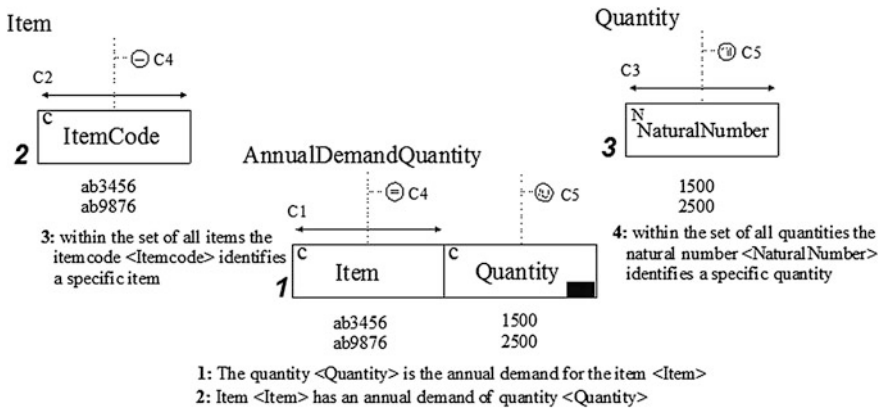 Item
C4
C2
C
ItemCode
2
ab3456
ab9876
3: within the set of all items the
itemcode <Itemcode> identifies
a specific item
AnnualDemandQuantity
C4
C5
C1
C
Item
C
Quantity
1
ab3456 1500
ab9876 2500
1: The quantity <Quantity> is the annual demand for the item <Item>
2: Item <Item> has an annual demand of quantity <Quantity>
Quantity
C5
C3
N
NaturalNumber
3
1500
2500
4: within the set of all quantities the
natural number <NaturalNumber>
identifies a specific quantity